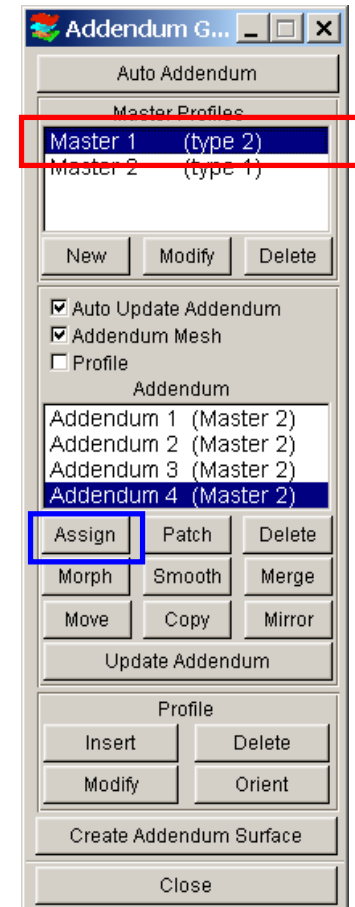 Addendum G...
Auto Addendum
Master Profiles
Master 1 (type 2)
Master 2 (type 1)
New Modify Delete
Auto Update Addendum
Addendum Mesh
Profile
Addendum
Addendum 1 (Master 2)
Addendum 2 (Master 2)
Addendum 3 (Master 2)
Addendum 4 (Master 2)
Assign Patch Delete
Morph Smooth Merge
Move Copy Mirror
Update Addendum
Profile
Insert Delete
Modify Orient
Create Addendum Surface
Close